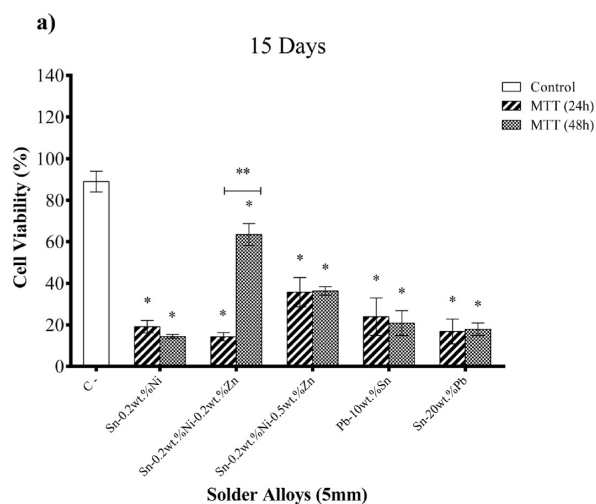 a)
15 Days
Control
MTT (24h)
MTT (48h)
Cell Viability (%)
140
120
100
80
60
40
20
0
**
*
*
*
*
*
*
*
*
*
*
C -
Sn-0.2wt.%Ni
Sn-0.2wt.%Ni-0.2wt.%Zn
Sn-0.2wt.%Ni-0.5wt.%Zn
Pb-10wt.%Sn
Sn-20wt.%Pb
Solder Alloys (5mm)